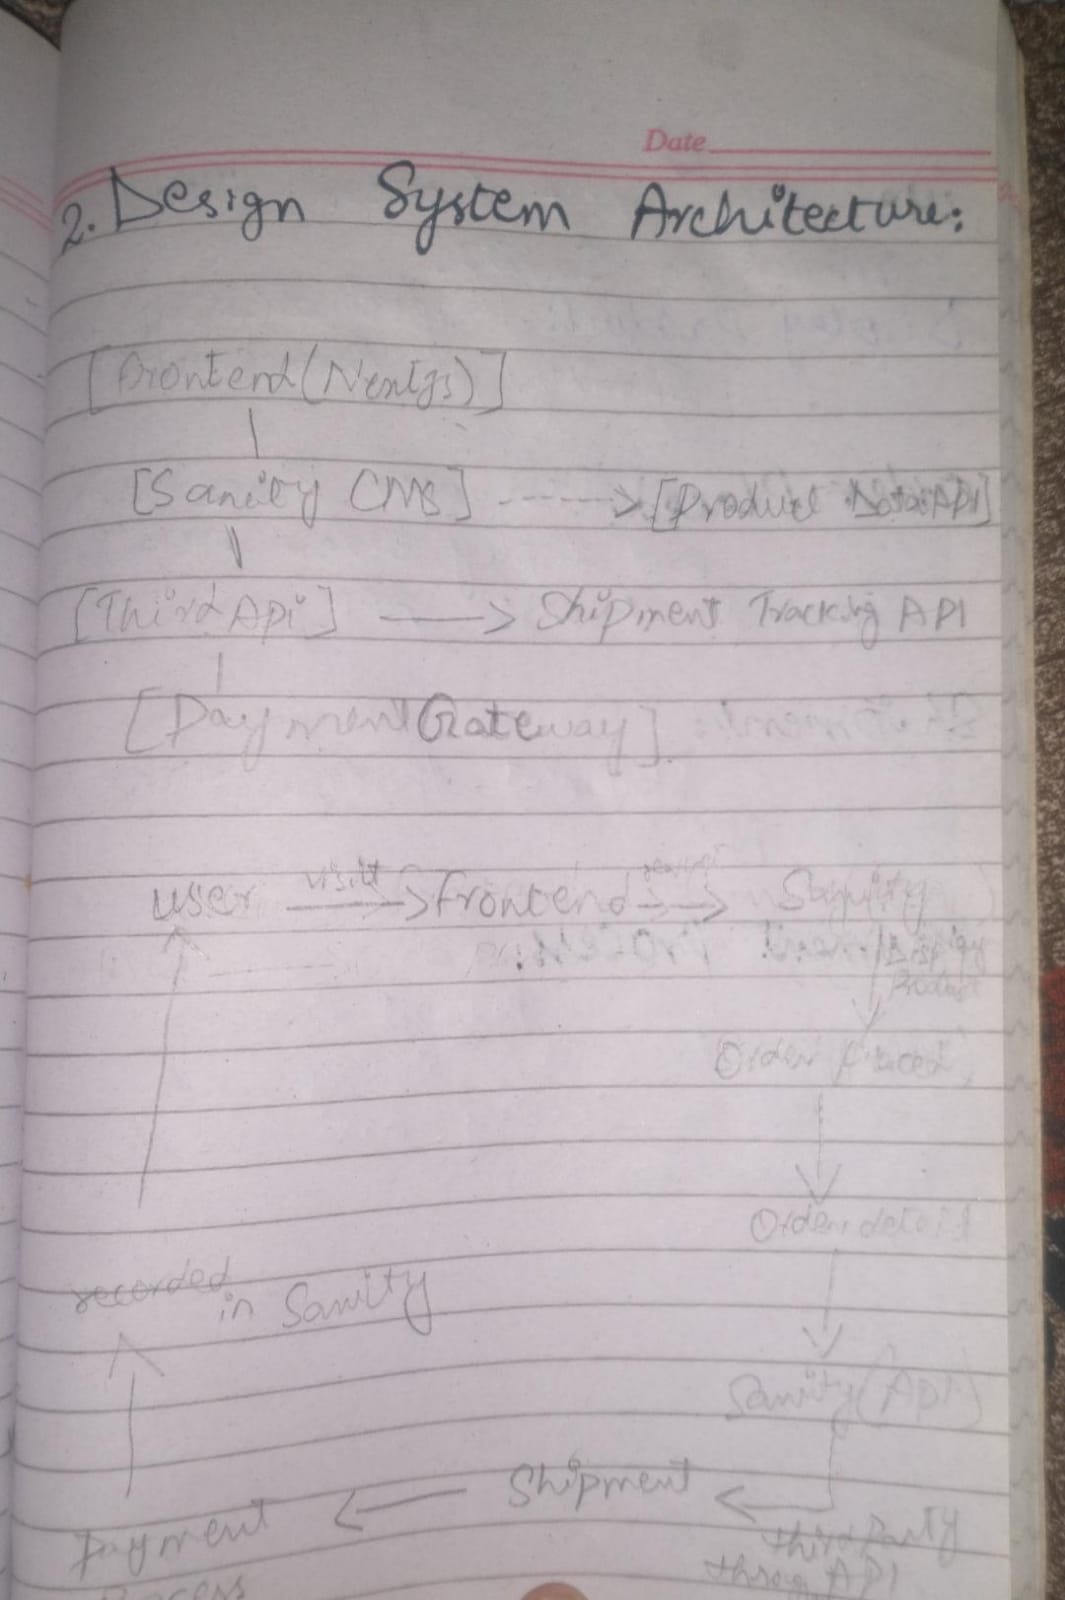 Date
2. Design System Architecture:
[Frontend (Nextjs)]
[Sanity CMS] -----> [Product Data API]
[Third Api] → Shipment Tracking API
[Payment Gateway]
user visit → Frontend → Sanity
Display
Product
Order Placed
Order detail
recorded in Sanity
Sanity (Api)
Payment ← Shipment ←
Process
Third Party
throug API